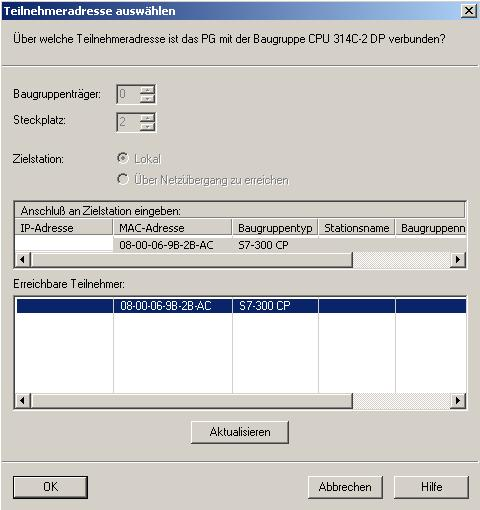 Teilnehmeradresse auswählen
Über welche Teilnehmeradresse ist das PG mit der Baugruppe CPU 314C-2 DP verbunden?
Baugruppenträger: 0
Steckplatz: 2
Zielstation: Lokal
Über Netzübergang zu erreichen
Anschluß an Zielstation eingeben:
IP-Adresse MAC-Adresse Baugruppentyp Stationsname Baugruppenn
08-00-06-9B-2B-AC S7-300 CP
Erreichbare Teilnehmer:
08-00-06-9B-2B-AC S7-300 CP
Aktualisieren
OK Abbrechen Hilfe